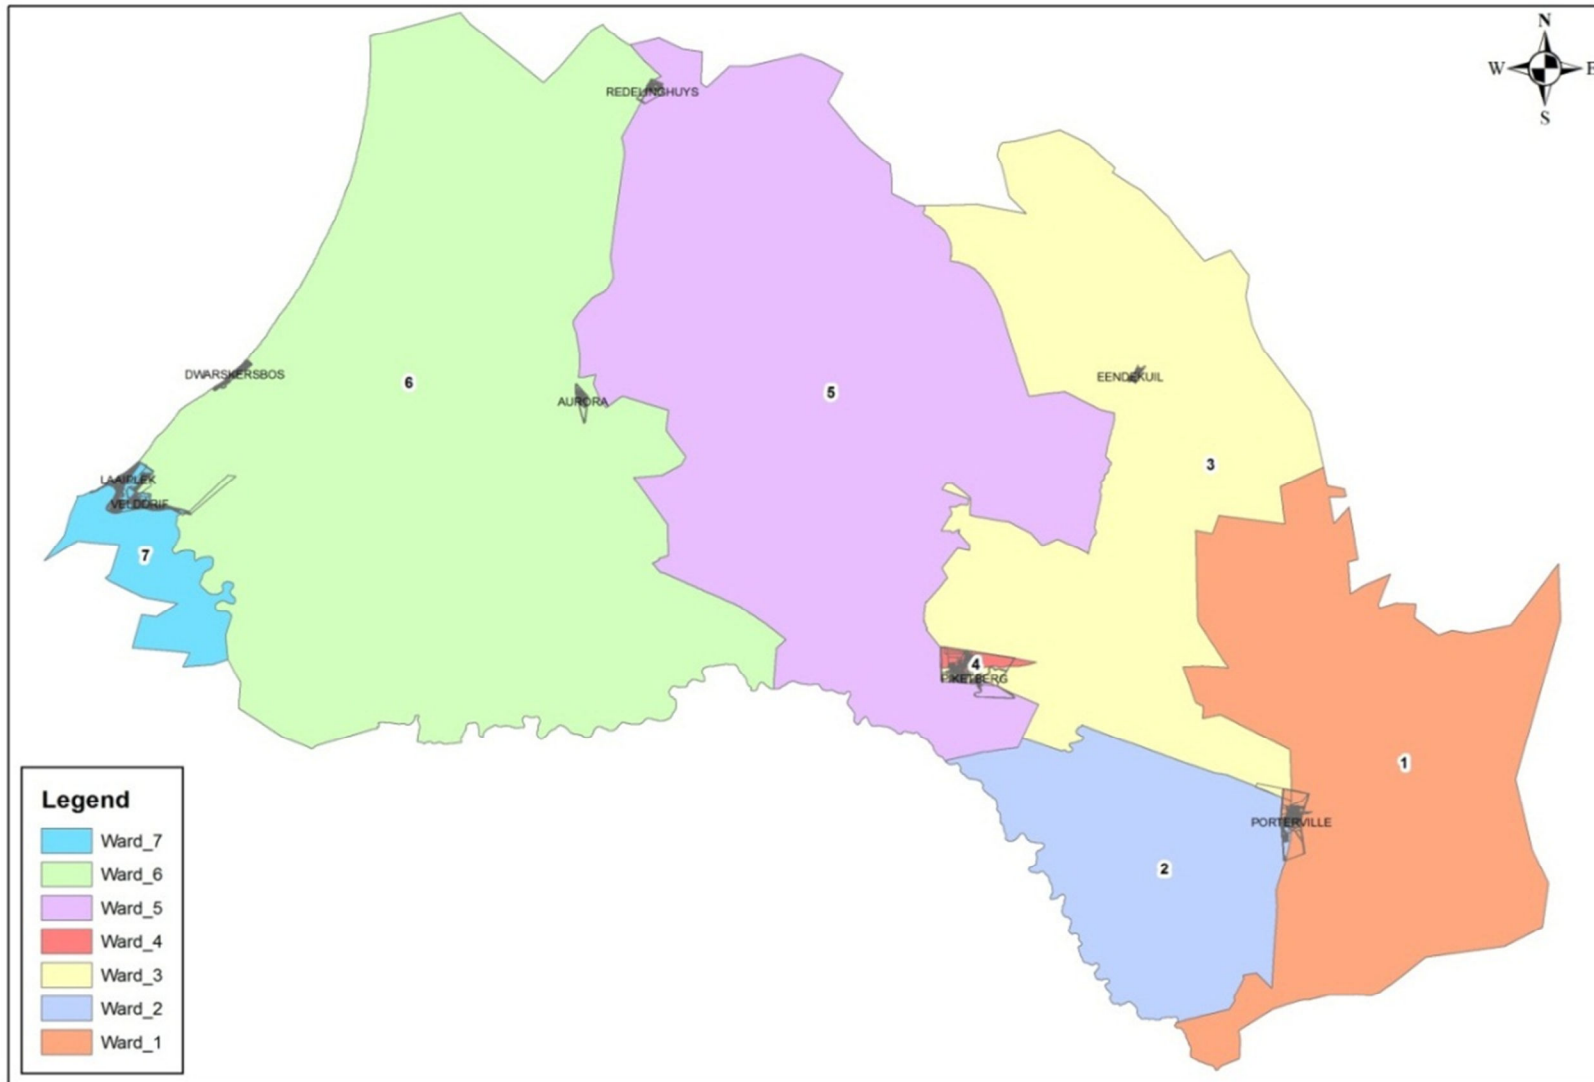 N
W E
S
REDELINGHUYS
DWARSKERSBOS
6
AURORA
5
EENDEKUIL
3
LAAIPLEK
VELDDRIF
7
4
PIKETBERG
1
PORTERVILLE
2
Legend
Ward_7
Ward_6
Ward_5
Ward_4
Ward_3
Ward_2
Ward_1